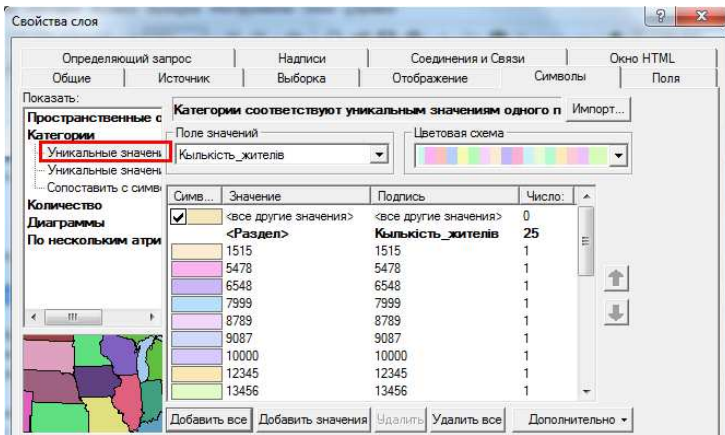 Свойства слоя
Определяющий запрос Надписи Соединения и Связи Окно HTML
Общие Источник Выборка Отображение Символы Поля
Показать:
Пространственные о
Категории
Уникальные значени
Уникальные значени
Сопоставить с симво
Количество
Диаграммы
По нескольким атри
Категории соответствуют уникальным значениям одного п Импорт...
Поле значений Цветовая схема
Кылькість_жителів
Симв... Значение Подпись Число:
<все другие значения> <все другие значения> 0
<Раздел> Кылькість_жителів 25
1515 1515 1
5478 5478 1
6548 6548 1
7999 7999 1
8789 8789 1
9087 9087 1
10000 10000 1
12345 12345 1
13456 13456 1
Добавить все Добавить значения Удалить Удалить все Дополнительно